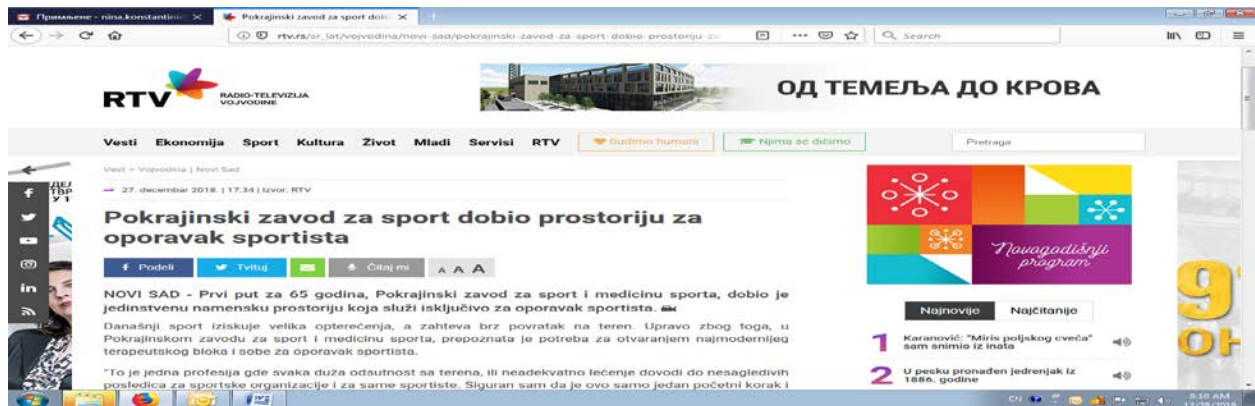 Примљене - nina.konstantini
Pokrajinski zavod za sport dob
rtv.rs/sr_lat/vojvodina/novi-sad/pokrajinski-zavod-za-sport-dobio-prostoriju-za
Search
RTV RADIO-TELEVIZIJA
VOJVODINE
ОД ТЕМЕЉА ДО КРОВА
Vesti Ekonomija Sport Kultura Život Mladi Servisi RTV Budimo humani Njima se dičimo Pretraga
Vesti > Vojvodina | Novi Sad
27. decembar 2018. | 17:34 | Izvor: RTV
Pokrajinski zavod za sport dobio prostoriju za
oporavak sportista
Podeli Tvituj Čitaj mi A A A
NOVI SAD - Prvi put za 65 godina, Pokrajinski zavod za sport i medicinu sporta, dobio je
jedinstvenu namensku prostoriju koja služi isključivo za oporavak sportista.
Današnji sport iziskuje velika opterećenja, a zahteva brz povratak na teren. Upravo zbog toga, u
Pokrajinskom zavodu za sport i medicinu sporta, prepoznata je potreba za otvaranjem najmodernijeg
terapeutskog bloka i sobe za oporavak sportista.
"To je jedna profesija gde svaka duža odsutnost sa terena, ili neadekvatno lečenje dovodi do nesagledivih
posledica za sportske organizacije i za same sportiste. Siguran sam da je ovo samo jedan početni korak i
Novogodišnji
program
Najnovije Najčitanije
1 Karanović: "Miris poljskog cveća"
sam snimio iz inata
2 U pesku pronađen jedrenjak iz
1886. godine
EN
8:10 AM
12/28/2018